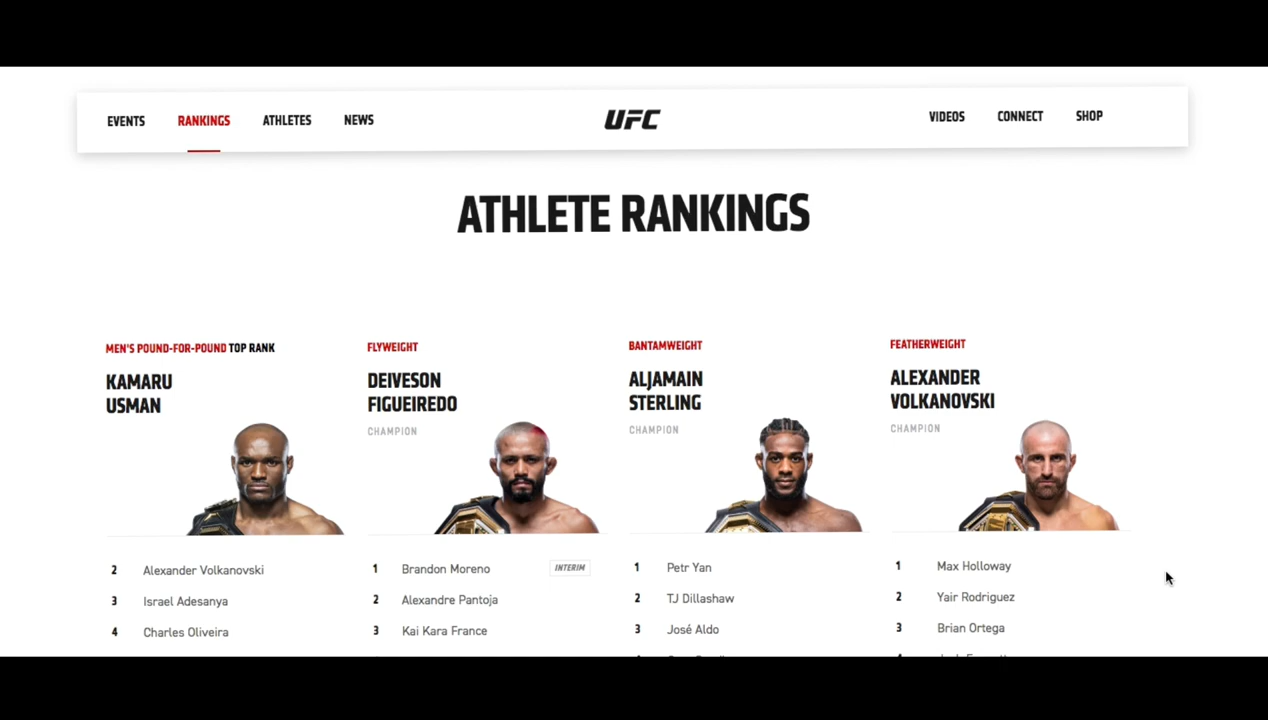 EVENTS RANKINGS ATHLETES NEWS UFC VIDEOS CONNECT SHOP
ATHLETE RANKINGS
MEN'S POUND-FOR-POUND TOP RANK
KAMARU
USMAN
2 Alexander Volkanovski
3 Israel Adesanya
4 Charles Oliveira
FLYWEIGHT
DEIVESON
FIGUEIREDO
CHAMPION
1 Brandon Moreno INTERIM
2 Alexandre Pantoja
3 Kai Kara France
BANTAMWEIGHT
ALJAMAIN
STERLING
CHAMPION
1 Petr Yan
2 TJ Dillashaw
3 José Aldo
FEATHERWEIGHT
ALEXANDER
VOLKANOVSKI
CHAMPION
1 Max Holloway
2 Yair Rodriguez
3 Brian Ortega